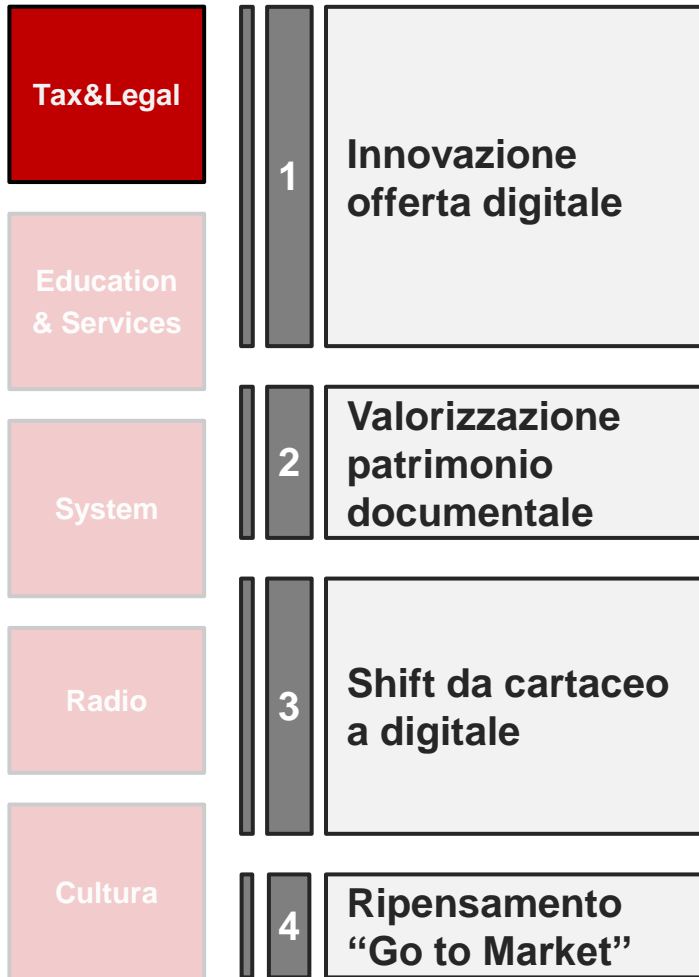 Tax&Legal
Education
& Services
System
Radio
Cultura
1
Innovazione
offerta digitale
2
Valorizzazione
patrimonio
documentale
3
Shift da cartaceo
a digitale
4
Ripensamento
“Go to Market”